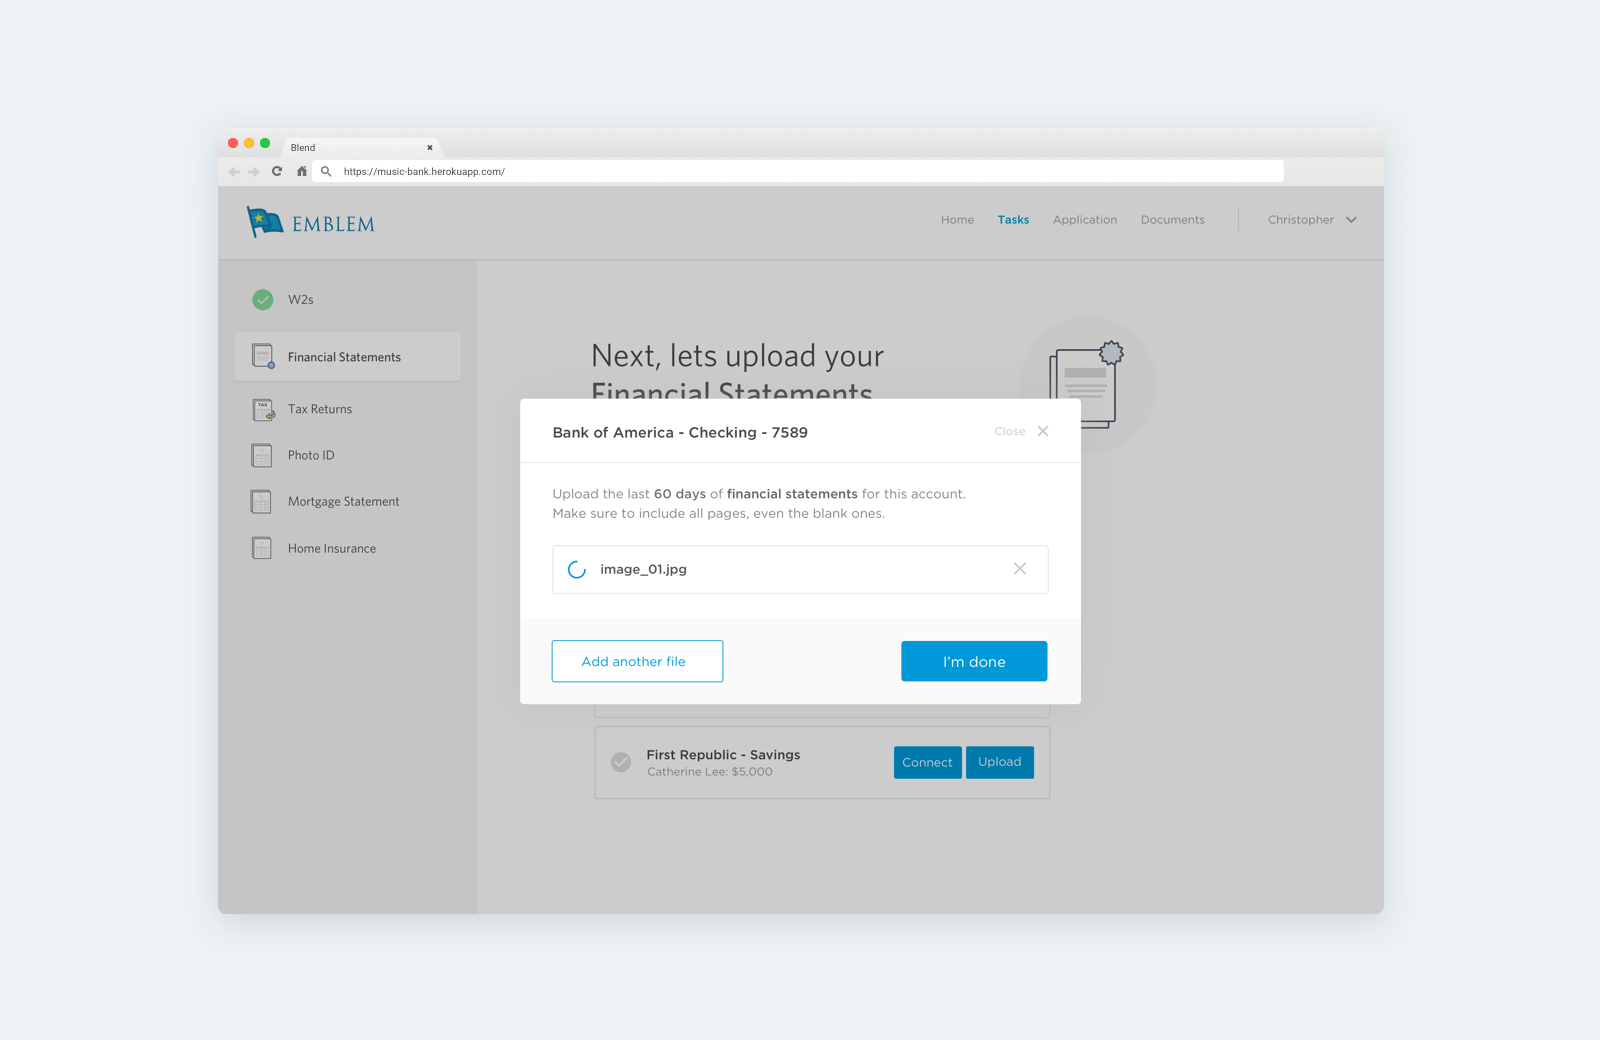 Blend
https://music-bank.herokuapp.com/
EMBLEM
Home Tasks Application Documents Christopher
W2s
Financial Statements
TAX
Tax Returns
Photo ID
Mortgage Statement
Home Insurance
Next, lets upload your
Financial Statements
Bank of America - Checking - 7589
Close
Upload the last 60 days of financial statements for this account.
Make sure to include all pages, even the blank ones.
image_01.jpg
Add another file
I'm done
First Republic - Savings
Catherine Lee: $5,000
Connect
Upload